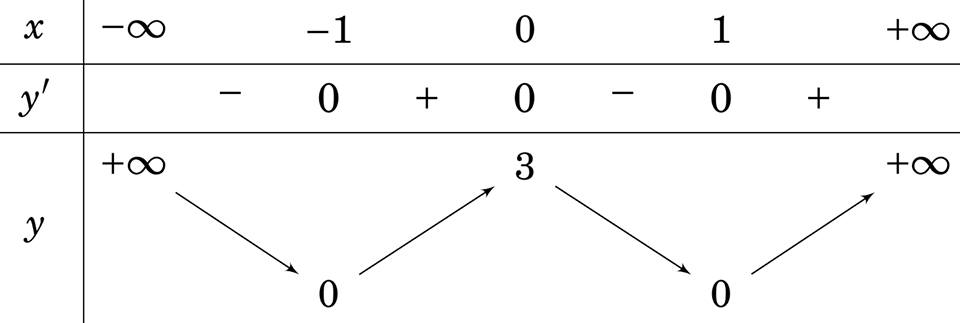 x −∞ −1 0 1 +∞
y′ − 0 + 0 − 0 +
+∞ 3 +∞
y
0 0